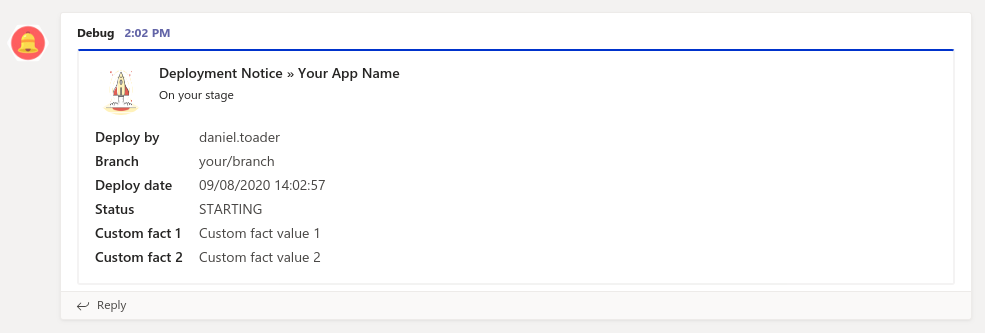 Debug 2:02 PM
Deployment Notice » Your App Name
On your stage
Deploy by daniel.toader
Branch your/branch
Deploy date 09/08/2020 14:02:57
Status STARTING
Custom fact 1 Custom fact value 1
Custom fact 2 Custom fact value 2
Reply